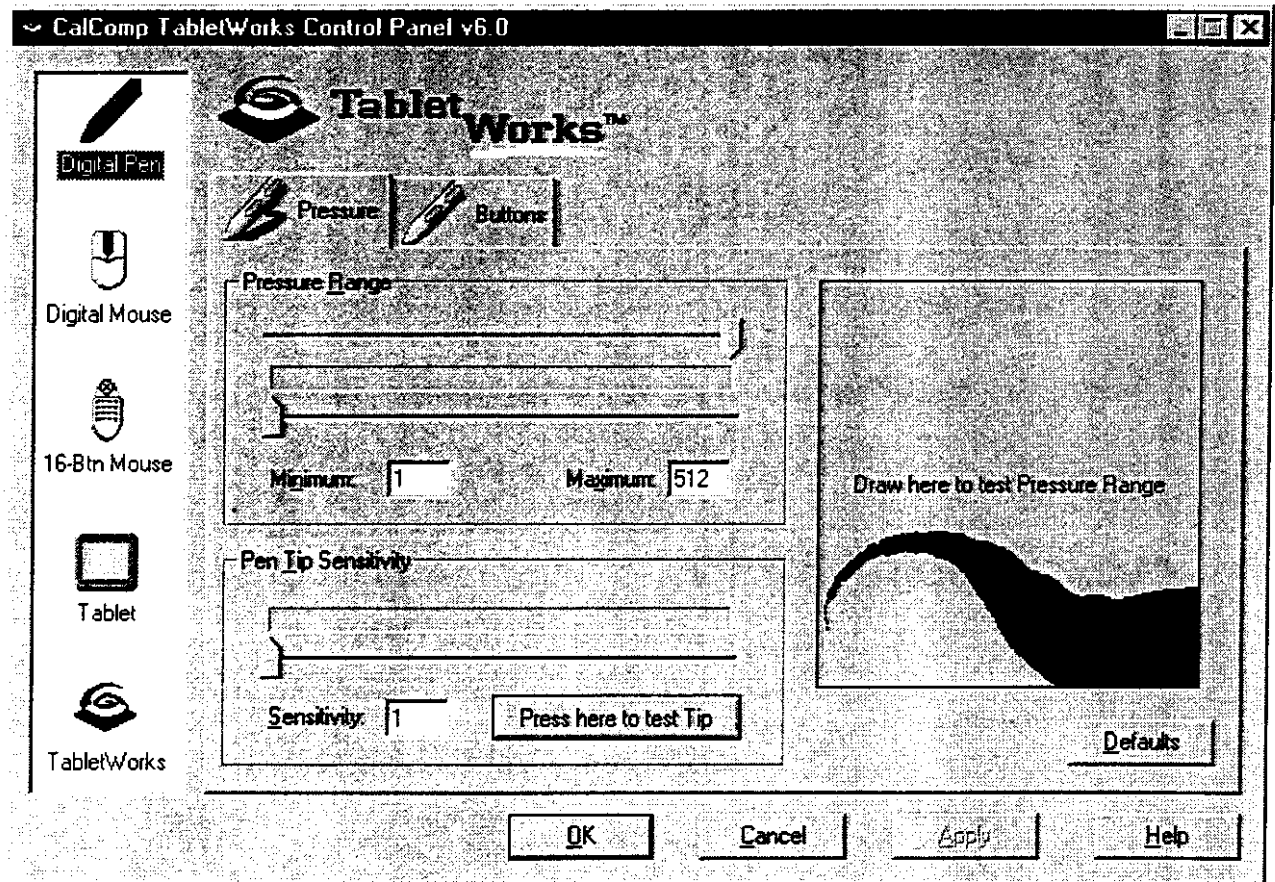 CalComp TabletWorks Control Panel v6.0
Tablet
Works™
Digital Pen
Digital Mouse
16-Btn Mouse
Tablet
TabletWorks
Pressure
Buttons
Pressure Range
Minimum: 1
Maximum: 512
Pen Tip Sensitivity
Sensitivity: 1
Press here to test Tip
Draw here to test Pressure Range
Defaults
OK
Cancel
Apply
Help